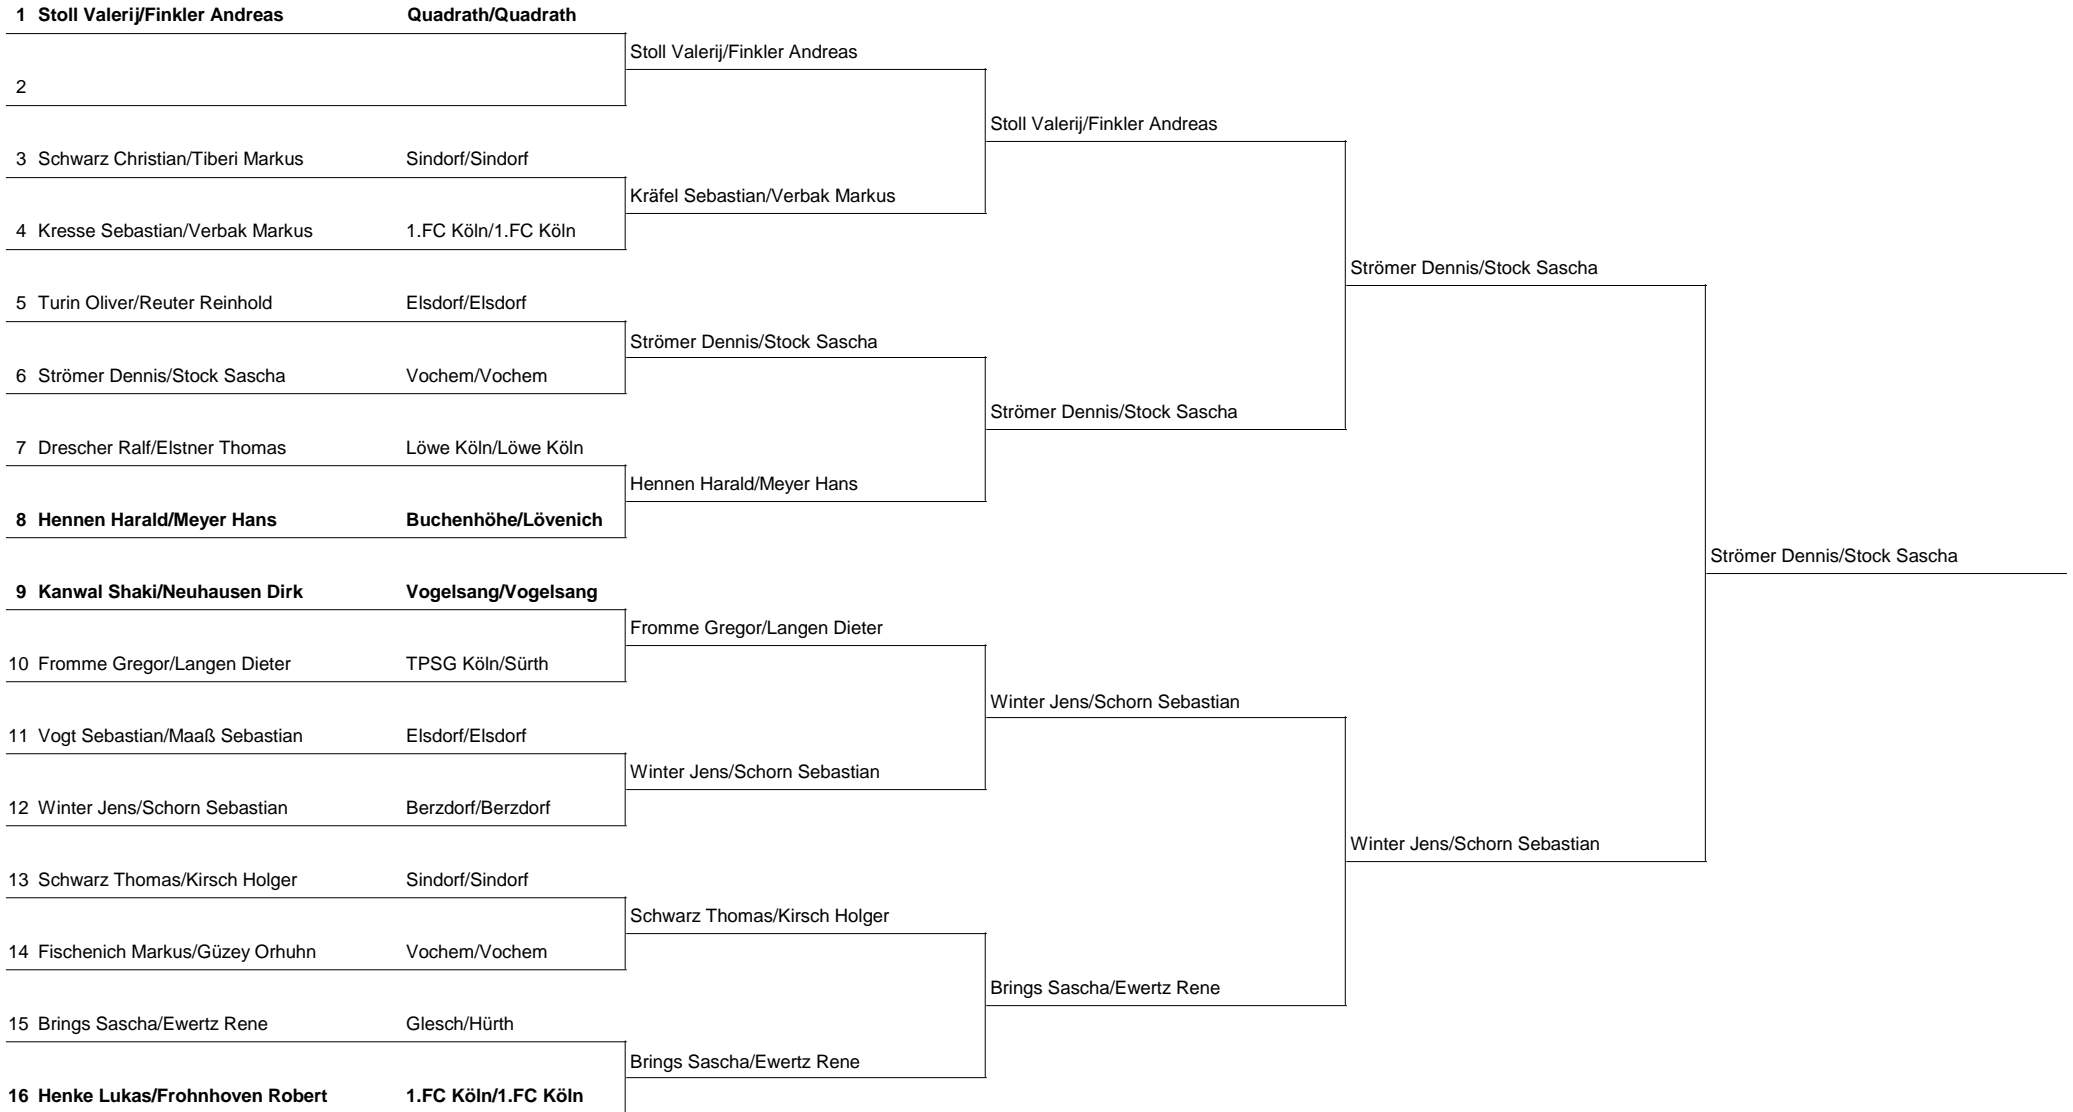 1 Stoll Valerij/Finkler Andreas Quadrath/Quadrath
Stoll Valerij/Finkler Andreas
2
Stoll Valerij/Finkler Andreas
3 Schwarz Christian/Tiberi Markus Sindorf/Sindorf
Kräfel Sebastian/Verbak Markus
4 Kresse Sebastian/Verbak Markus 1.FC Köln/1.FC Köln
Strömer Dennis/Stock Sascha
5 Turin Oliver/Reuter Reinhold Elsdorf/Elsdorf
Strömer Dennis/Stock Sascha
6 Strömer Dennis/Stock Sascha Vochem/Vochem
Strömer Dennis/Stock Sascha
7 Drescher Ralf/Elstner Thomas Löwe Köln/Löwe Köln
Hennen Harald/Meyer Hans
8 Hennen Harald/Meyer Hans Buchenhöhe/Lövenich
Strömer Dennis/Stock Sascha
9 Kanwal Shaki/Neuhausen Dirk Vogelsang/Vogelsang
Fromme Gregor/Langen Dieter
10 Fromme Gregor/Langen Dieter TPSG Köln/Sürth
Winter Jens/Schorn Sebastian
11 Vogt Sebastian/Maaß Sebastian Elsdorf/Elsdorf
Winter Jens/Schorn Sebastian
12 Winter Jens/Schorn Sebastian Berzdorf/Berzdorf
Winter Jens/Schorn Sebastian
13 Schwarz Thomas/Kirsch Holger Sindorf/Sindorf
Schwarz Thomas/Kirsch Holger
14 Fischenich Markus/Güzey Orhuhn Vochem/Vochem
Brings Sascha/Ewertz Rene
15 Brings Sascha/Ewertz Rene Glesch/Hürth
Brings Sascha/Ewertz Rene
16 Henke Lukas/Frohnhoven Robert 1.FC Köln/1.FC Köln